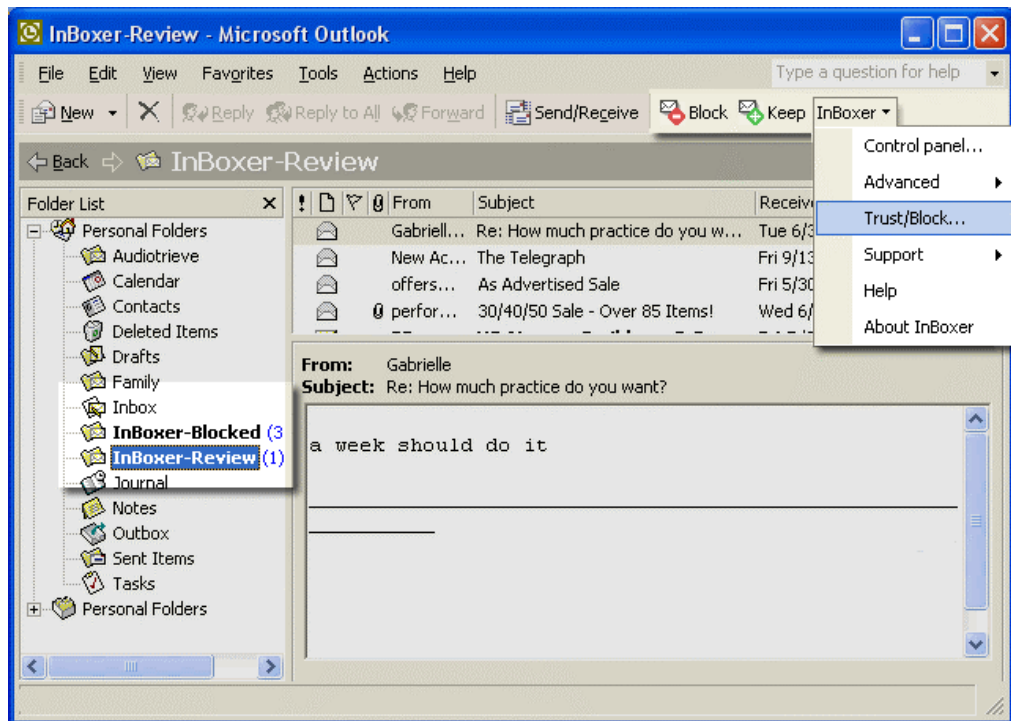 InBoxer-Review - Microsoft Outlook
File Edit View Favorites Tools Actions Help Type a question for help
New Reply Reply to All Forward Send/Receive Block Keep InBoxer
Control panel...
Advanced
Trust/Block...
Support
Help
About InBoxer
Back InBoxer-Review
Folder List
Personal Folders
Audiotrieve
Calendar
Contacts
Deleted Items
Drafts
Family
Inbox
InBoxer-Blocked (3
InBoxer-Review (1)
Journal
Notes
Outbox
Sent Items
Tasks
Personal Folders
! From Subject Receiv
Gabriell... Re: How much practice do you w... Tue 6/3
New Ac... The Telegraph Fri 9/13
offers... As Advertised Sale Fri 5/30
perfor... 30/40/50 Sale - Over 85 Items! Wed 6/
From: Gabrielle
Subject: Re: How much practice do you want?
a week should do it